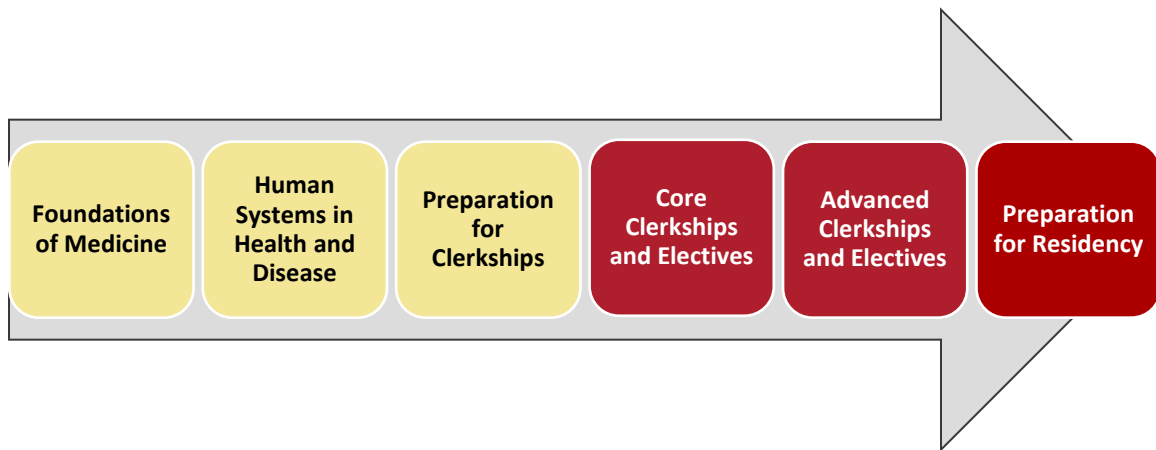 Foundations
of Medicine
Human
Systems in
Health and
Disease
Preparation
for
Clerkships
Core
Clerkships
and Electives
Advanced
Clerkships
and Electives
Preparation
for Residency